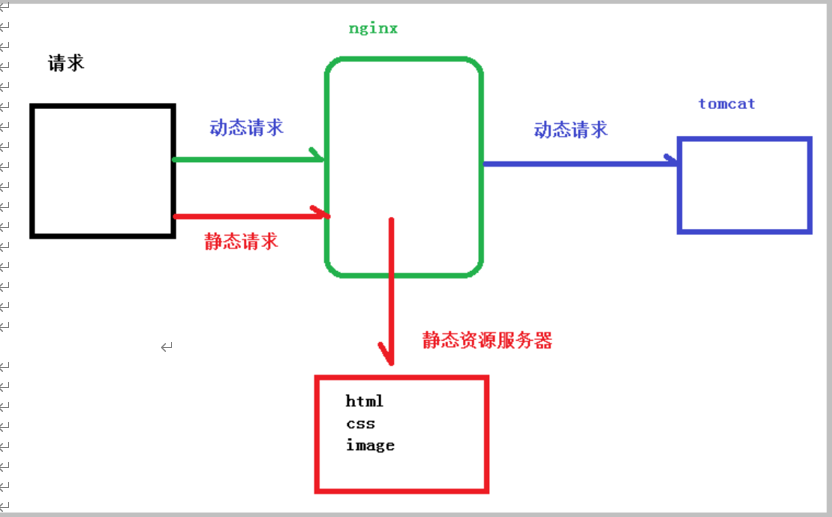 nginx
请求
tomcat
动态请求
动态请求
静态请求
静态资源服务器
html
css
image